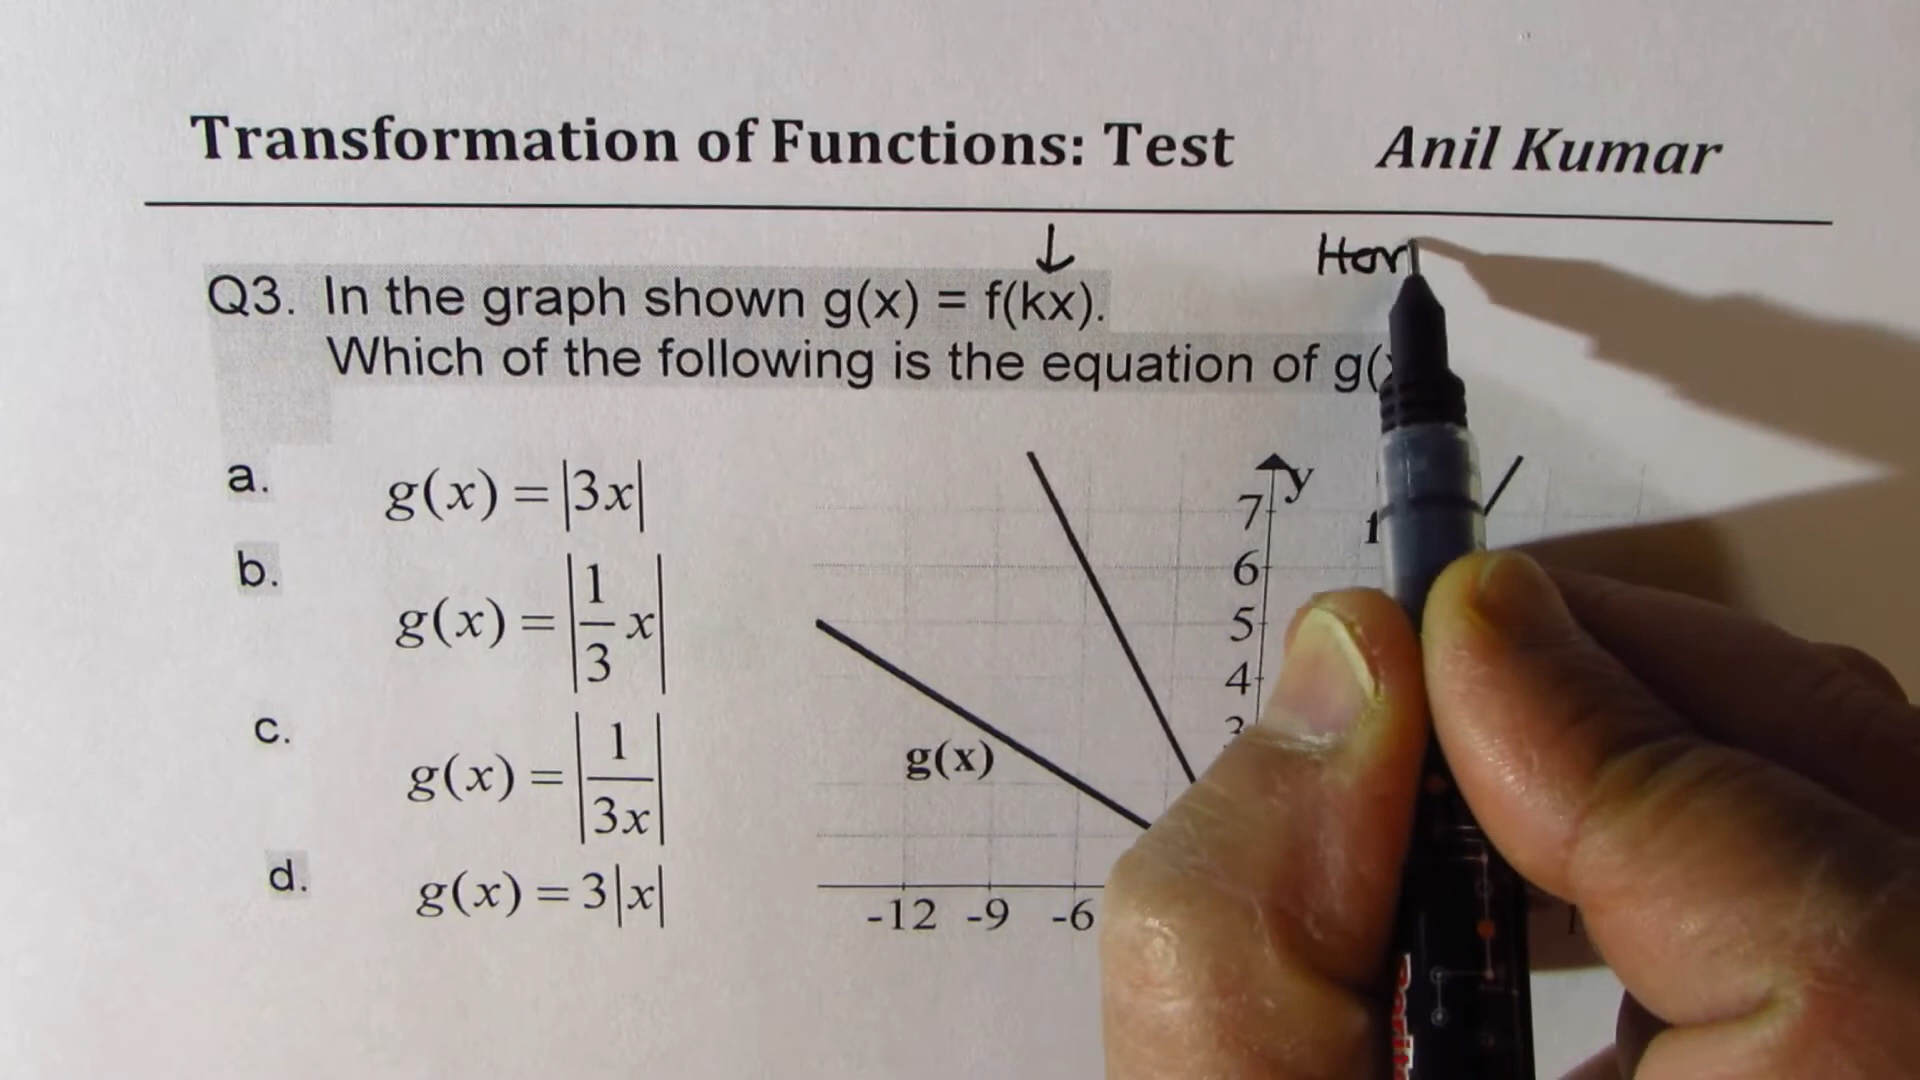 Transformation of Functions: Test Anil Kumar
↓ Hor
Q3. In the graph shown g(x) = f(kx).
Which of the following is the equation of g(
a. g(x) = |3x|
b. g(x) = |1/3 x|
c. g(x) = |1/3x|
d. g(x) = 3|x|
y
7
6
5
4
3
g(x)
-12 -9 -6